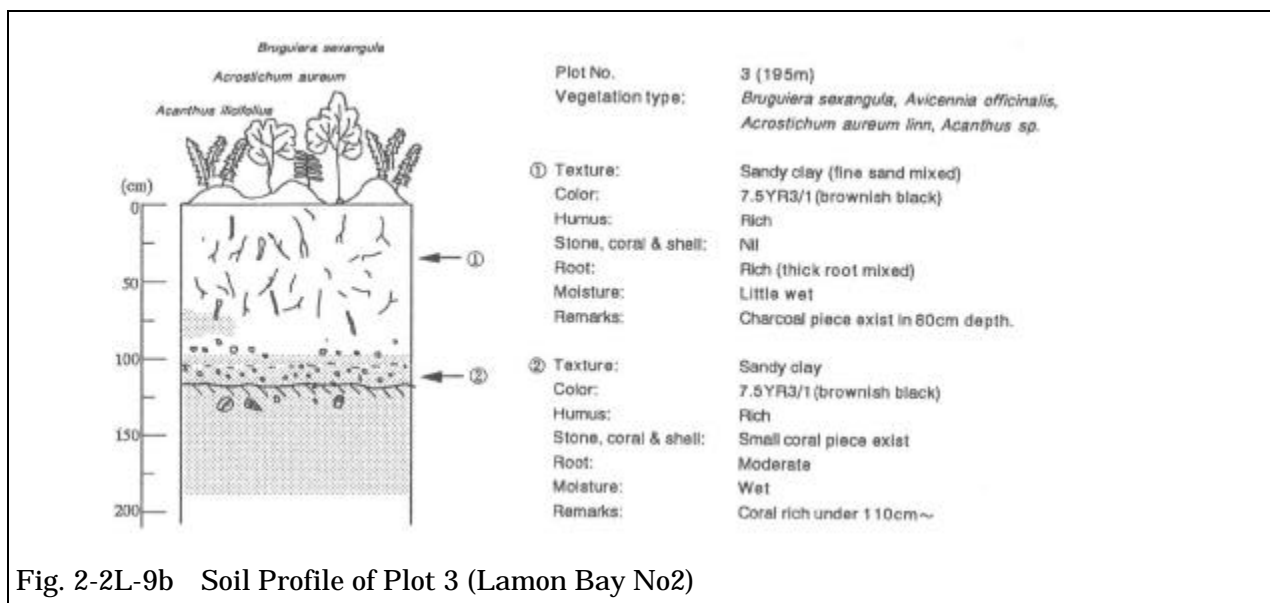 Bruguiera sexangula
Acrostichum aureum
Acanthus ilicifolius
(cm)
0
50
100
150
200
①
②
Plot No. 3 (195m)
Vegetation type: Bruguiera sexangula, Avicennia officinalis,
Acrostichum aureum linn, Acanthus sp.
① Texture: Sandy clay (fine sand mixed)
Color: 7.5YR3/1 (brownish black)
Humus: Rich
Stone, coral & shell: Nil
Root: Rich (thick root mixed)
Moisture: Little wet
Remarks: Charcoal piece exist in 80cm depth.
② Texture: Sandy clay
Color: 7.5YR3/1 (brownish black)
Humus: Rich
Stone, coral & shell: Small coral piece exist
Root: Moderate
Moisture: Wet
Remarks: Coral rich under 110cm～
Fig. 2-2L-9b Soil Profile of Plot 3 (Lamon Bay No2)